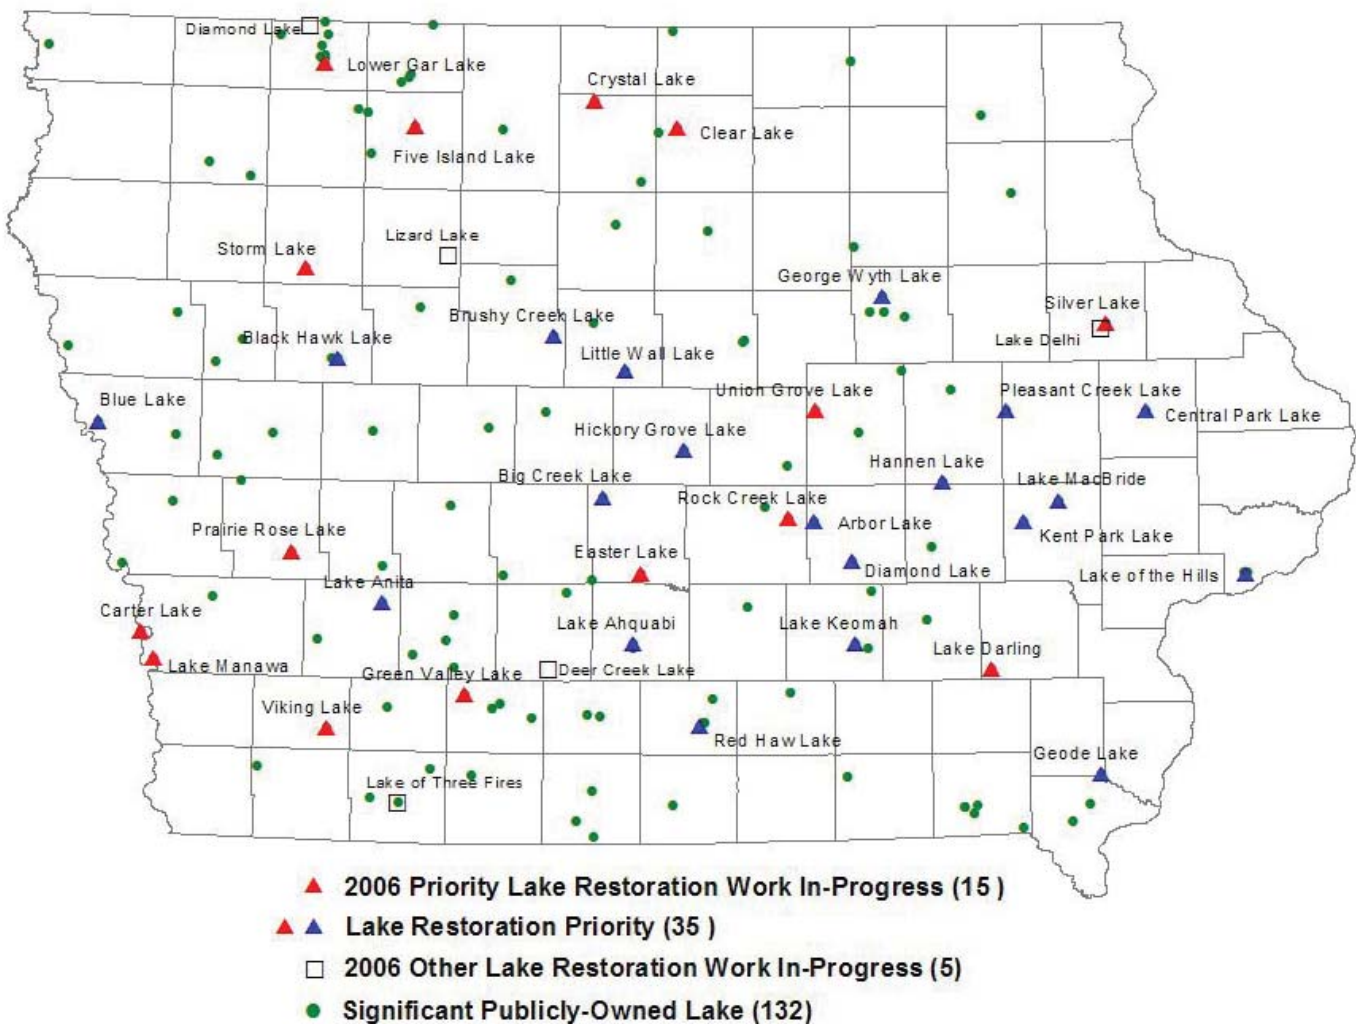 Diamond Lake
Lower Gar Lake
Crystal Lake
Clear Lake
Five Island Lake
Lizard Lake
Storm Lake
George Wyth Lake
Silver Lake
Brushy Creek Lake
Black Hawk Lake
Lake Delhi
Little Wall Lake
Union Grove Lake
Pleasant Creek Lake
Blue Lake
Central Park Lake
Hickory Grove Lake
Hannen Lake
Big Creek Lake
Lake MacBride
Rock Creek Lake
Arbor Lake
Prairie Rose Lake
Kent Park Lake
Easter Lake
Diamond Lake
Lake of the Hills
Lake Anita
Carter Lake
Lake Ahquabi
Lake Keomah
Lake Darling
Lake Manawa
Green Valley Lake
Deer Creek Lake
Viking Lake
Red Haw Lake
Geode Lake
Lake of Three Fires
2006 Priority Lake Restoration Work In-Progress (15 )
Lake Restoration Priority (35 )
2006 Other Lake Restoration Work In-Progress (5)
Significant Publicly-Owned Lake (132)